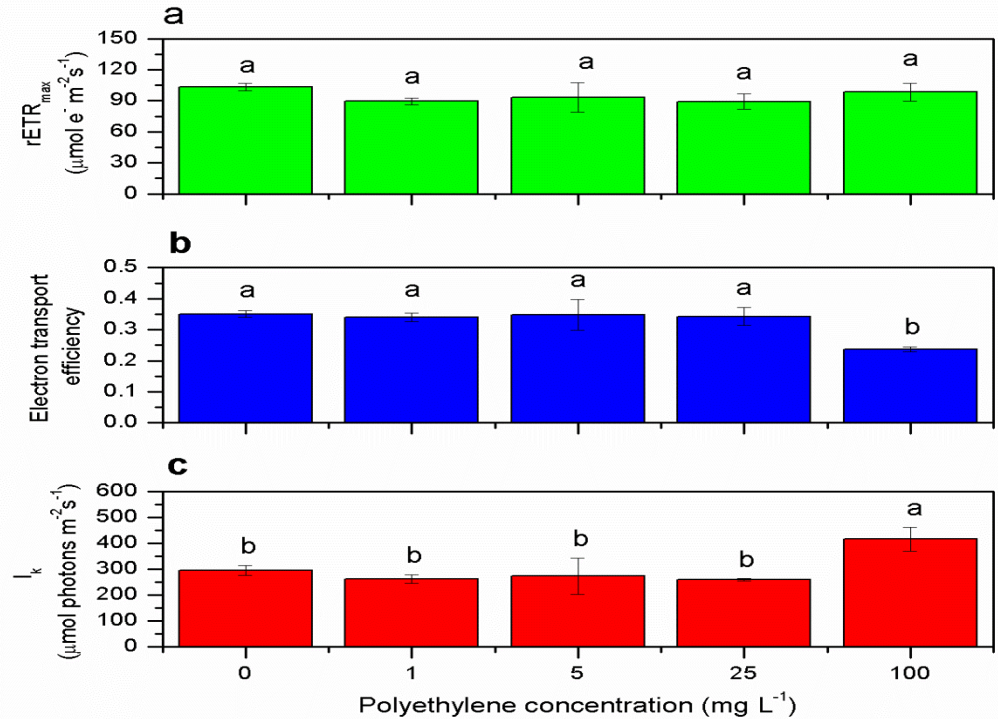 a
rETRmax
(μmol e⁻ m⁻²s⁻¹)
150
120
90
60
30
0
a
a
a
a
a
b
Electron transport
efficiency
0.5
0.4
0.3
0.2
0.1
0.0
a
a
a
a
b
c
Ik
(μmol photons m⁻²s⁻¹)
600
500
400
300
200
100
0
b
b
b
b
a
0 1 5 25 100
Polyethylene concentration (mg L⁻¹)